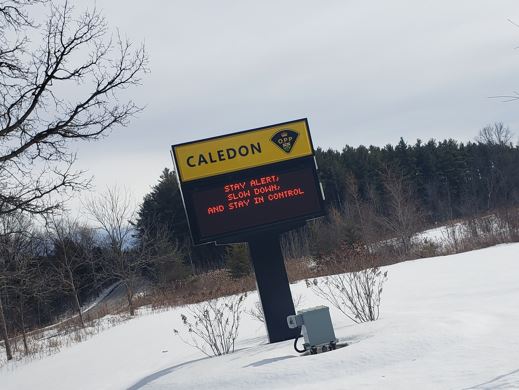 CALEDON
OPP
STAY ALERT,
SLOW DOWN,
AND STAY IN CONTROL